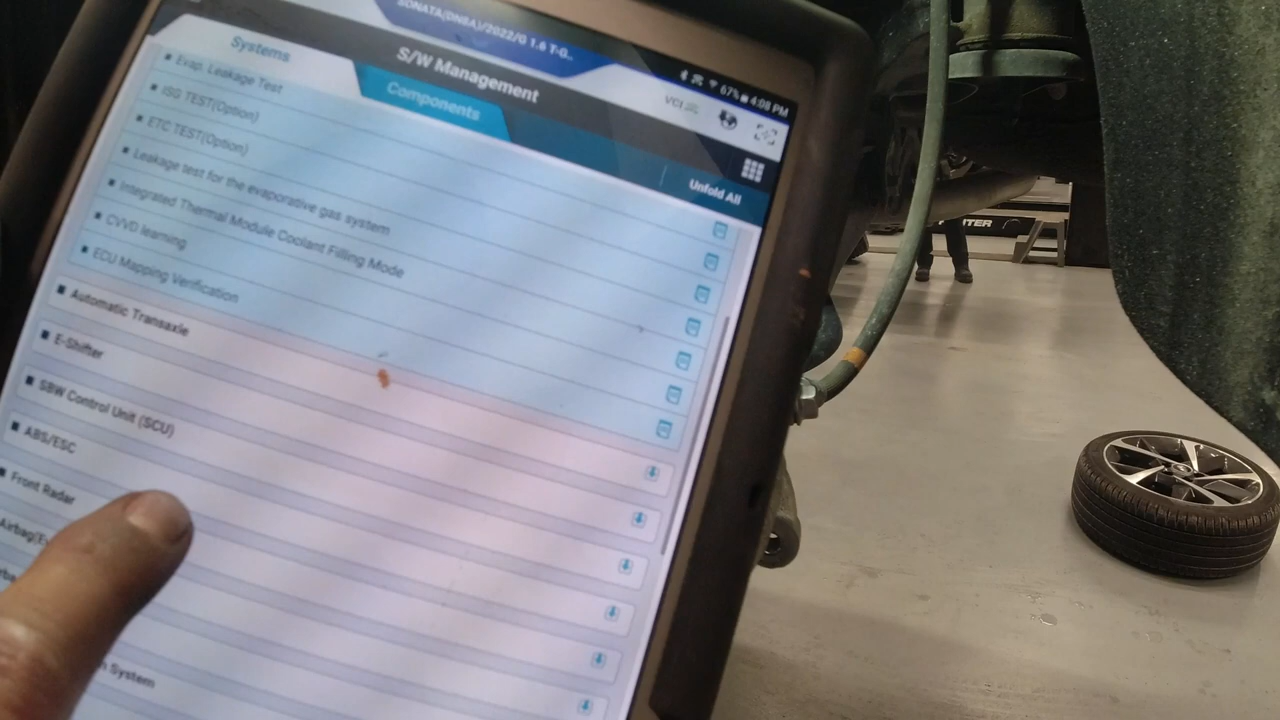 SONATA(DN8A)/2022/G 1.6 T-G..
67% 4:08 PM
S/W Management
VCI
Systems
Components
Unfold All
Evap. Leakage Test
ISG TEST(Option)
ETC TEST(Option)
Leakage test for the evaporative gas system
Integrated Thermal Module Coolant Filling Mode
CVVD learning
ECU Mapping Verification
Automatic Transaxle
E-Shifter
SBW Control Unit (SCU)
ABS/ESC
Front Radar
System